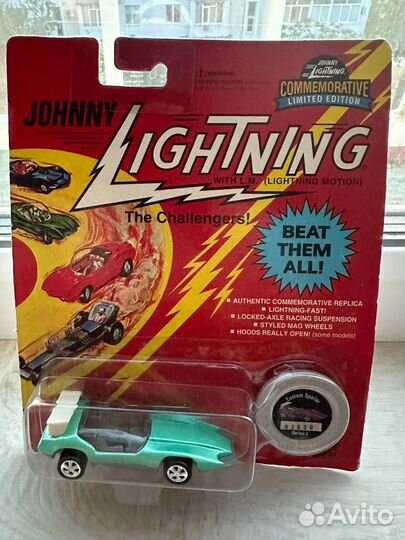 JOHNNY
LIGHTNING
COMMEMORATIVE
LIMITED EDITION
JOHNNY
LIGHTNING
WITH L.M. (LIGHTNING MOTION)
The Challengers!
BEAT
THEM
ALL!
■ AUTHENTIC COMMEMORATIVE REPLICA
■ LIGHTNING-FAST!
■ LOCKED-AXLE RACING SUSPENSION
■ STYLED MAG WHEELS
■ HOODS REALLY OPEN! (some models)
Custom Spoiler
02520
Avito